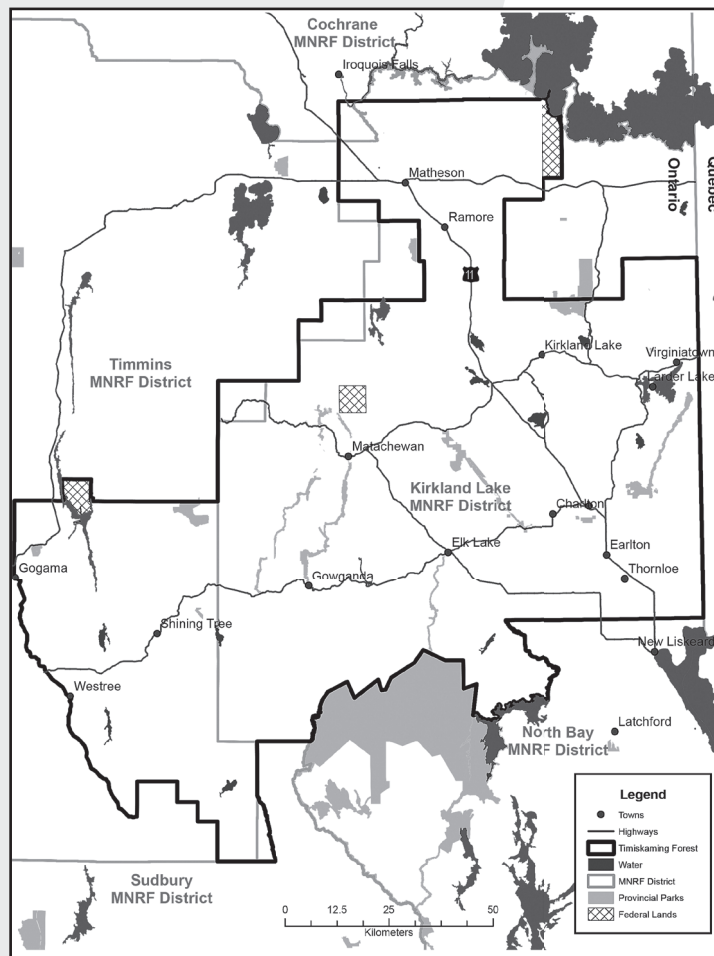 Cochrane
MNRF District
Iroquois Falls
Matheson
Ontario
Quebec
Ramore
11
Kirkland Lake
Virginiatown
Larder Lake
Timmins
MNRF District
Matachewan
Kirkland Lake
MNRF District
Charlton
Elk Lake
Earlton
Gogama
Gowganda
Thornloe
Shining Tree
New Liskeard
Westree
Latchford
North Bay
MNRF District
Sudbury
MNRF District
Legend
Towns
Highways
Timiskaming Forest
Water
MNRF District
Provincial Parks
Federal Lands
0 12.5 25 50
Kilometers